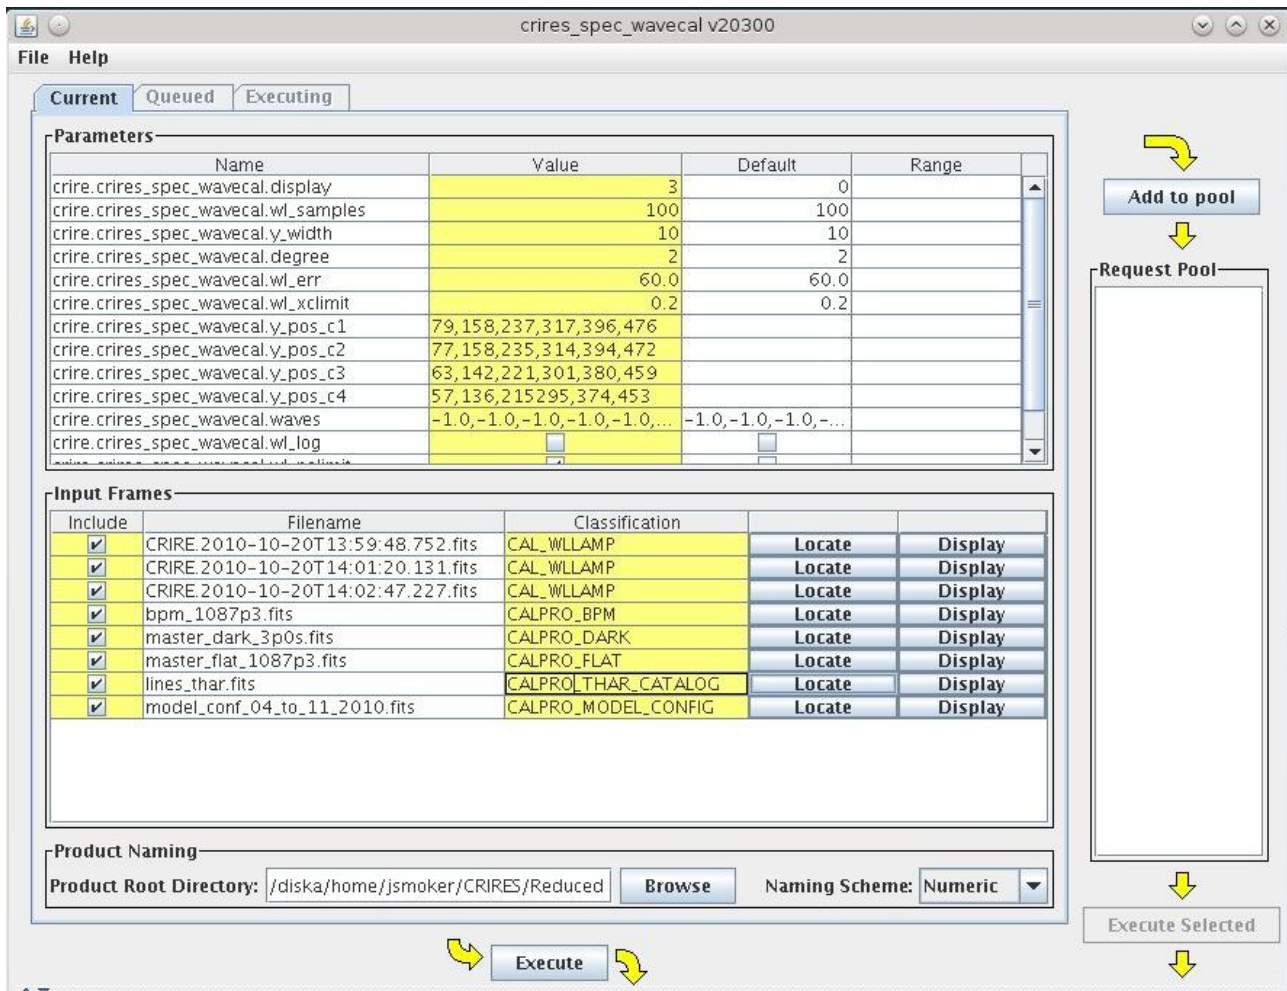 crires_spec_wavecal v20300
File Help
Current Queued Executing
Parameters
Name Value Default Range
crire.crires_spec_wavecal.display 3 0
crire.crires_spec_wavecal.wl_samples 100 100
crire.crires_spec_wavecal.y_width 10 10
crire.crires_spec_wavecal.degree 2 2
crire.crires_spec_wavecal.wl_err 60.0 60.0
crire.crires_spec_wavecal.wl_xclimit 0.2 0.2
crire.crires_spec_wavecal.y_pos_c1 79,158,237,317,396,476
crire.crires_spec_wavecal.y_pos_c2 77,158,235,314,394,472
crire.crires_spec_wavecal.y_pos_c3 63,142,221,301,380,459
crire.crires_spec_wavecal.y_pos_c4 57,136,215295,374,453
crire.crires_spec_wavecal.waves -1.0,-1.0,-1.0,-1.0,-1.0,... -1.0,-1.0,-1.0,-...
crire.crires_spec_wavecal.wl_log
Input Frames
Include Filename Classification
CRIRE.2010-10-20T13:59:48.752.fits CAL_WLLAMP Locate Display
CRIRE.2010-10-20T14:01:20.131.fits CAL_WLLAMP Locate Display
CRIRE.2010-10-20T14:02:47.227.fits CAL_WLLAMP Locate Display
bpm_1087p3.fits CALPRO_BPM Locate Display
master_dark_3p0s.fits CALPRO_DARK Locate Display
master_flat_1087p3.fits CALPRO_FLAT Locate Display
lines_thar.fits CALPRO_THAR_CATALOG Locate Display
model_conf_04_to_11_2010.fits CALPRO_MODEL_CONFIG Locate Display
Product Naming
Product Root Directory: /diska/home/jsmoker/CRIRES/Reduced Browse Naming Scheme: Numeric
Execute
Add to pool
Request Pool
Execute Selected